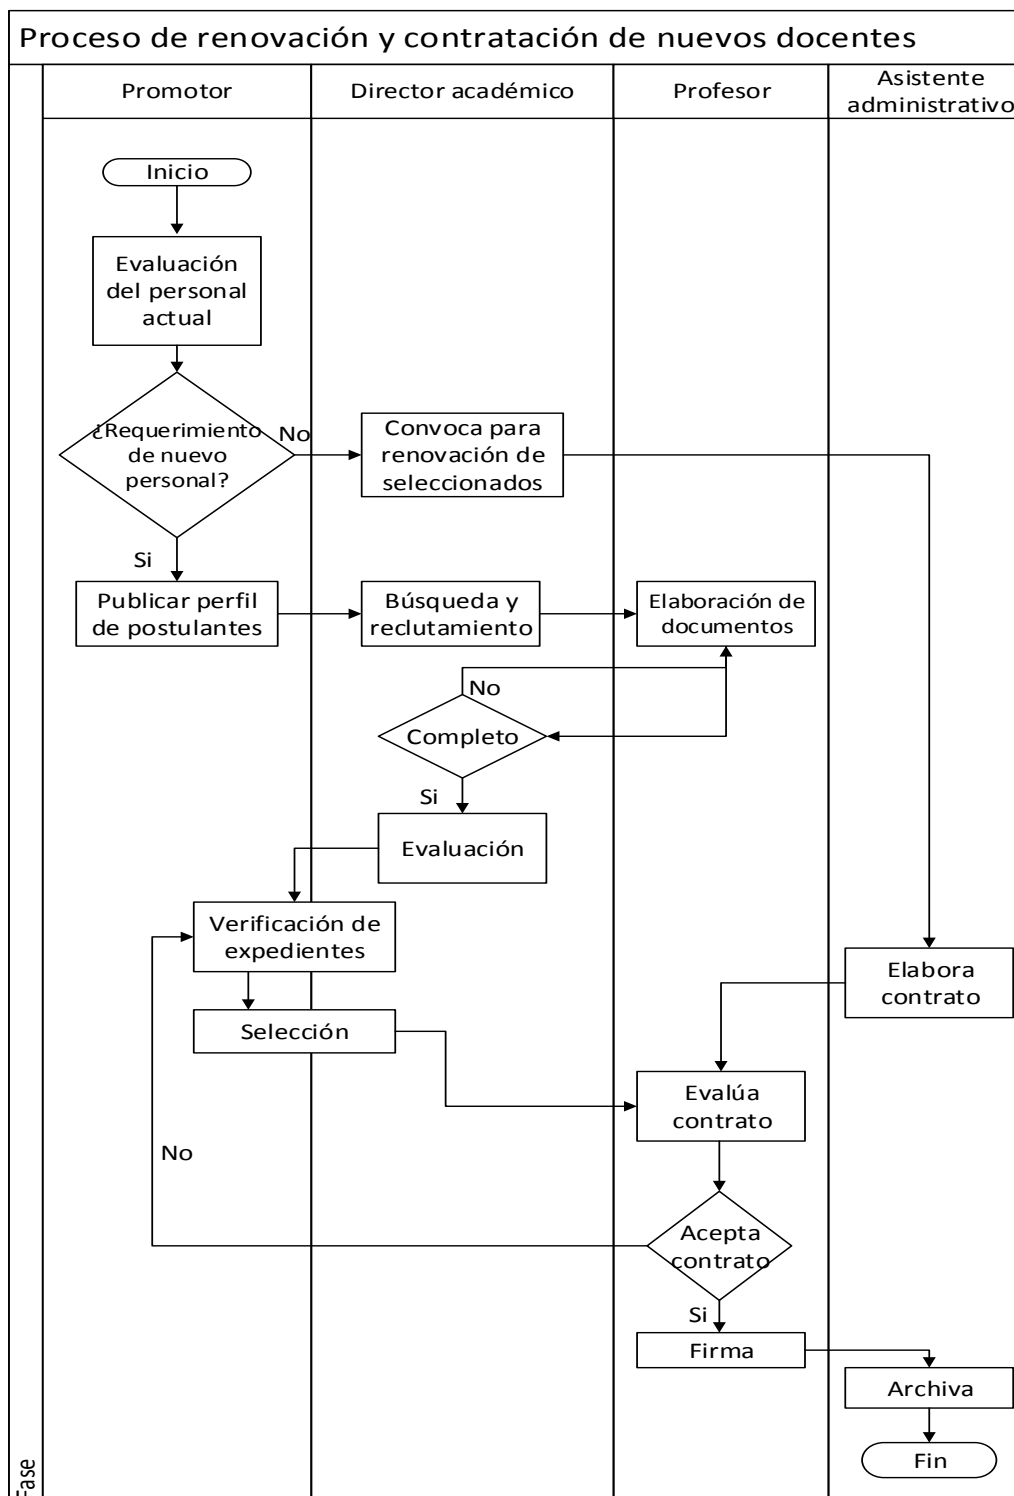 Proceso de renovación y contratación de nuevos docentes
Promotor
Director académico
Profesor
Asistente
administrativo
Inicio
Evaluación
del personal
actual
¿Requerimiento
de nuevo
personal?
No
Convoca para
renovación de
seleccionados
Si
Publicar perfil
de postulantes
Búsqueda y
reclutamiento
Elaboración de
documentos
No
Completo
Si
Evaluación
Verificación de
expedientes
Elabora
contrato
Selección
Evalúa
contrato
No
Acepta
contrato
Si
Firma
Archiva
Fin
Fase